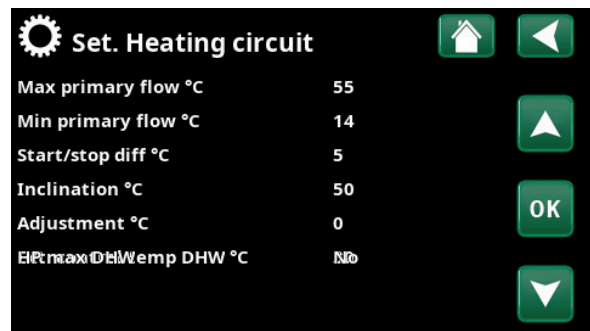 Set. Heating circuit
Max primary flow °C 55
Min primary flow °C 14
Start/stop diff °C 5
Inclination °C 50
OK
Adjustment °C 0
DHW °C